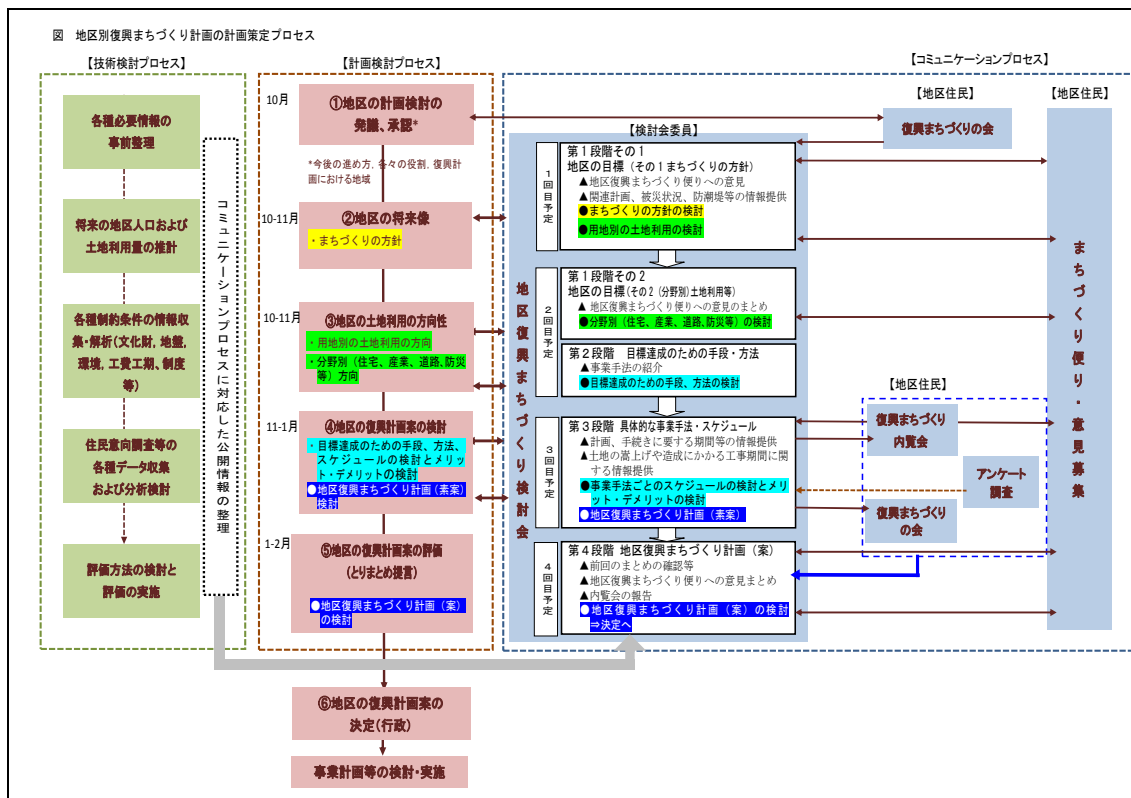 図　地区別復興まちづくり計画の計画策定プロセス
【技術検討プロセス】
各種必要情報の
事前整理
将来の地区人口および
土地利用量の推計
各種制約条件の情報収
集・解析(文化財, 地盤,
環境, 工費工期、制度
等)
住民意向調査等の
各種データ収集
および分析検討
評価方法の検討と
評価の実施
コミュニケーションプロセスに対応した公開情報の整理
【計画検討プロセス】
10月
①地区の計画検討の
発議、承認*
*今後の進め方, 各々の役割, 復興計
画における地域
10-11月
②地区の将来像
・まちづくりの方針
10-11月
③地区の土地利用の方向性
・用地別の土地利用の方向
・分野別（住宅、産業、道路、防災
等）方向
11-1月
④地区の復興計画案の検討
・目標達成のための手段、方法、
スケジュールの検討とメリッ
ト・デメリットの検討
●地区復興まちづくり計画（素案）
検討
1-2月
⑤地区の復興計画案の評価
(とりまとめ提言)
●地区復興まちづくり計画（案）
の検討
⑥地区の復興計画案の
決定(行政)
事業計画等の検討・実施
【コミュニケーションプロセス】
【検討会委員】
地区復興まちづくり検討会
1回目予定
第１段階その１
地区の目標（その１まちづくりの方針）
▲地区復興まちづくり便りへの意見
▲関連計画、被災状況、防潮堤等の情報提供
●まちづくりの方針の検討
●用地別の土地利用の検討
2回目予定
第１段階その２
地区の目標(その２（分野別）土地利用等)
▲ 地区復興まちづくり便りへの意見のまとめ
●分野別（住宅、産業、道路、防災等）の検討
第２段階　目標達成のための手段・方法
▲事業手法の紹介
●目標達成のための手段、方法の検討
3回目予定
第３段階 具体的な事業手法・スケジュール
▲計画、手続きに要する期間等の情報提供
▲土地の嵩上げや造成にかかる工事期間に関
する情報提供
●事業手法ごとのスケジュールの検討とメリ
ット・デメリットの検討
●地区復興まちづくり計画（素案）
4回目予定
第４段階 地区復興まちづくり計画（案）
▲前回のまとめの確認等
▲地区復興まちづくり便りへの意見まとめ
▲内覧会の報告
●地区復興まちづくり計画（案）の検討
⇒決定へ
【地区住民】
復興まちづくりの会
【地区住民】
復興まちづくり
内覧会
アンケート
調査
復興まちづくり
の会
【地区住民】
まちづくり便り・意見募集